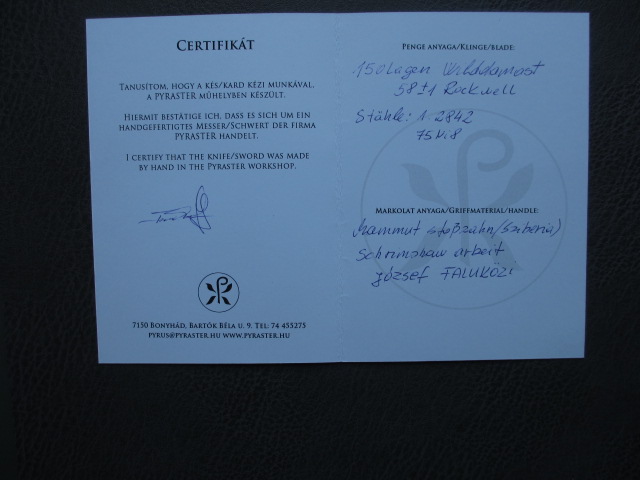 CERTIFIKÁT
TANUSÍTOM, HOGY A KÉS/KARD KÉZI MUNKÁVAL,
A PYRASTER MŰHELYBEN KÉSZÜLT.
HIERMIT BESTÄTIGE ICH, DASS ES SICH UM EIN
HANDGEFERTIGTES MESSER/SCHWERT DER FIRMA
PYRASTER HANDELT.
I CERTIFY THAT THE KNIFE/SWORD WAS MADE
BY HAND IN THE PYRASTER WORKSHOP.
7150 BONYHÁD, BARTÓK BÉLA U. 9. TEL: 74 455275
PYRUS@PYRASTER.HU WWW.PYRASTER.HU
PENGE ANYAGA/KLINGE/BLADE:
150 Lagen Wilddamast
58±1 Rockwell
Stähle: 1.2842
75Ni8
MARKOLAT ANYAGA/GRIFFMATERIAL/HANDLE:
Mammut stoßzahn/Sziberia)
Schrimshaw arbeit
József FALUKÖZI